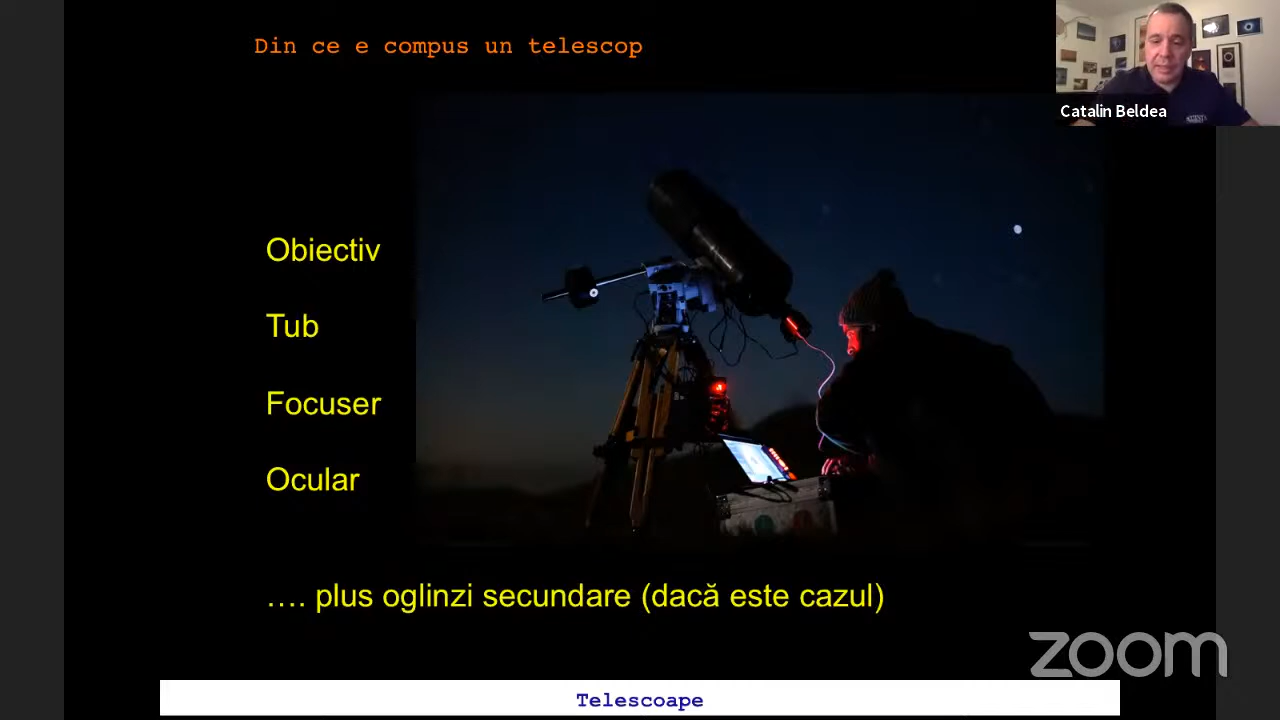 Din ce e compus un telescop
Catalin Beldea
Obiectiv
Tub
Focuser
Ocular
…. plus oglinzi secundare (dacă este cazul)
zoom
Telescoape